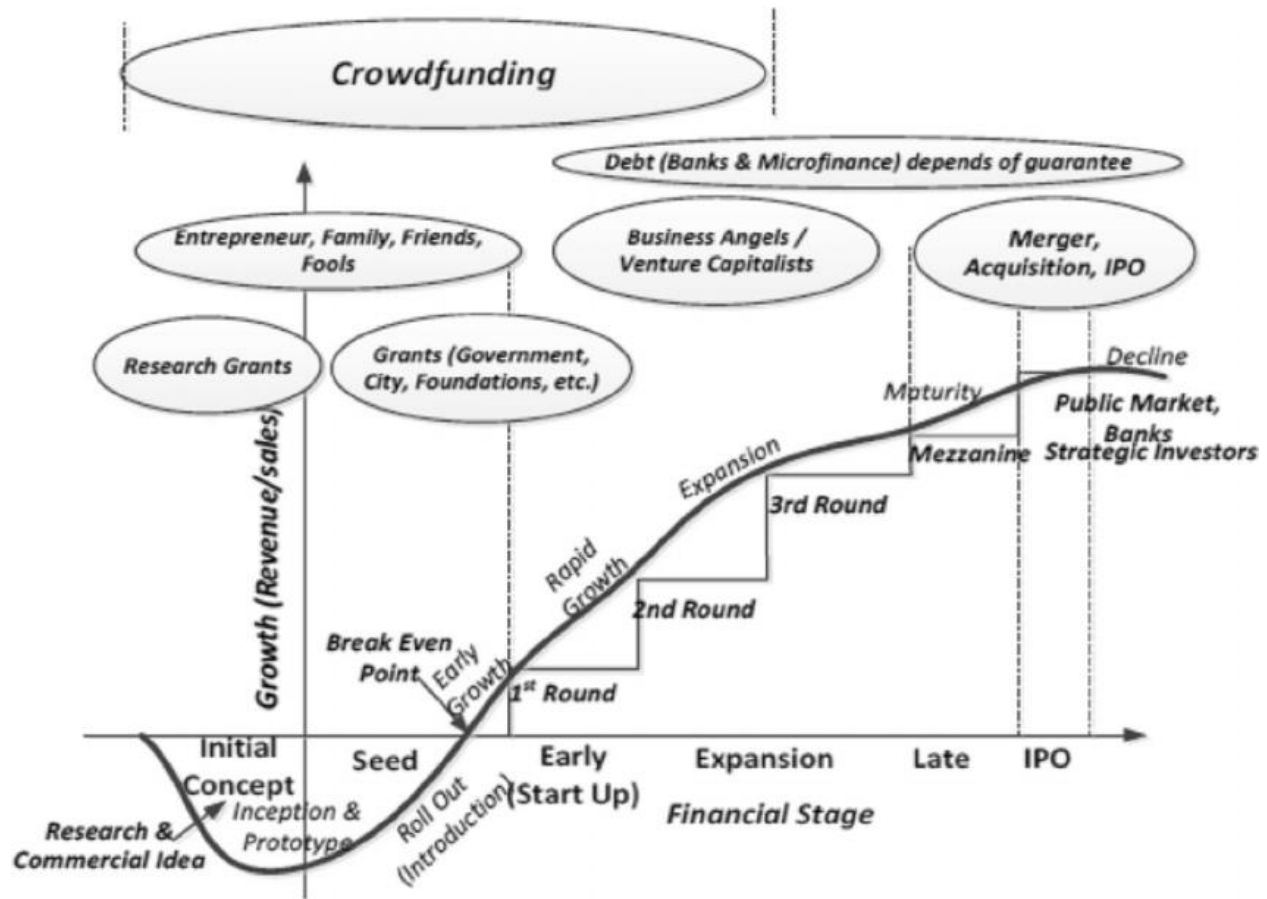 Crowdfunding
Debt (Banks & Microfinance) depends of guarantee
Entrepreneur, Family, Friends,
Fools
Business Angels /
Venture Capitalists
Merger,
Acquisition, IPO
Research Grants
Grants (Government,
City, Foundations, etc.)
Growth (Revenue/sales)
Decline
Maturity
Public Market,
Banks
Strategic Investors
Mezzanine
Expansion
3rd Round
Rapid
Growth
2nd Round
Break Even
Point
Early
Growth
1st Round
Initial
Concept
Seed
Early
(Start Up)
Expansion
Late
IPO
Financial Stage
Research &
Commercial Idea
Inception &
Prototype
Roll Out
(Introduction)